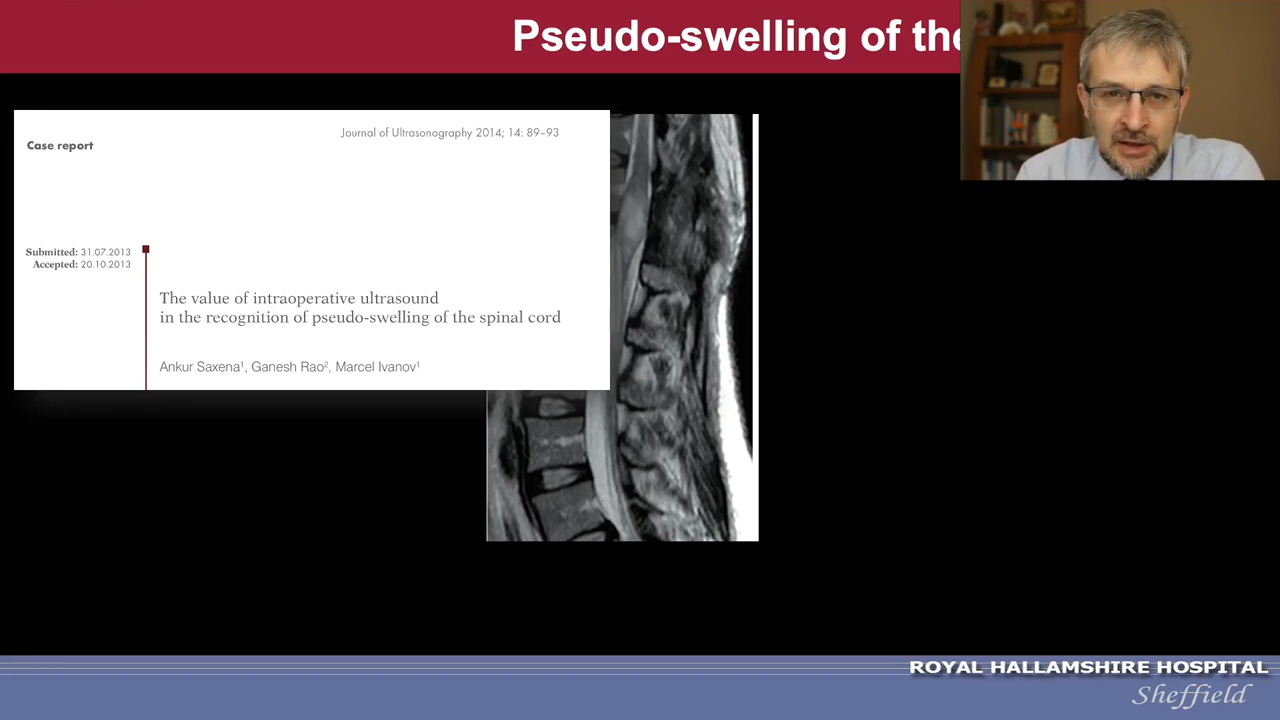 Pseudo-swelling of the
Journal of Ultrasonography 2014; 14: 89–93
Case report
Submitted: 31.07.2013
Accepted: 20.10.2013
The value of intraoperative ultrasound
in the recognition of pseudo-swelling of the spinal cord
Ankur Saxena¹, Ganesh Rao², Marcel Ivanov¹
ROYAL HALLAMSHIRE HOSPITAL
Sheffield